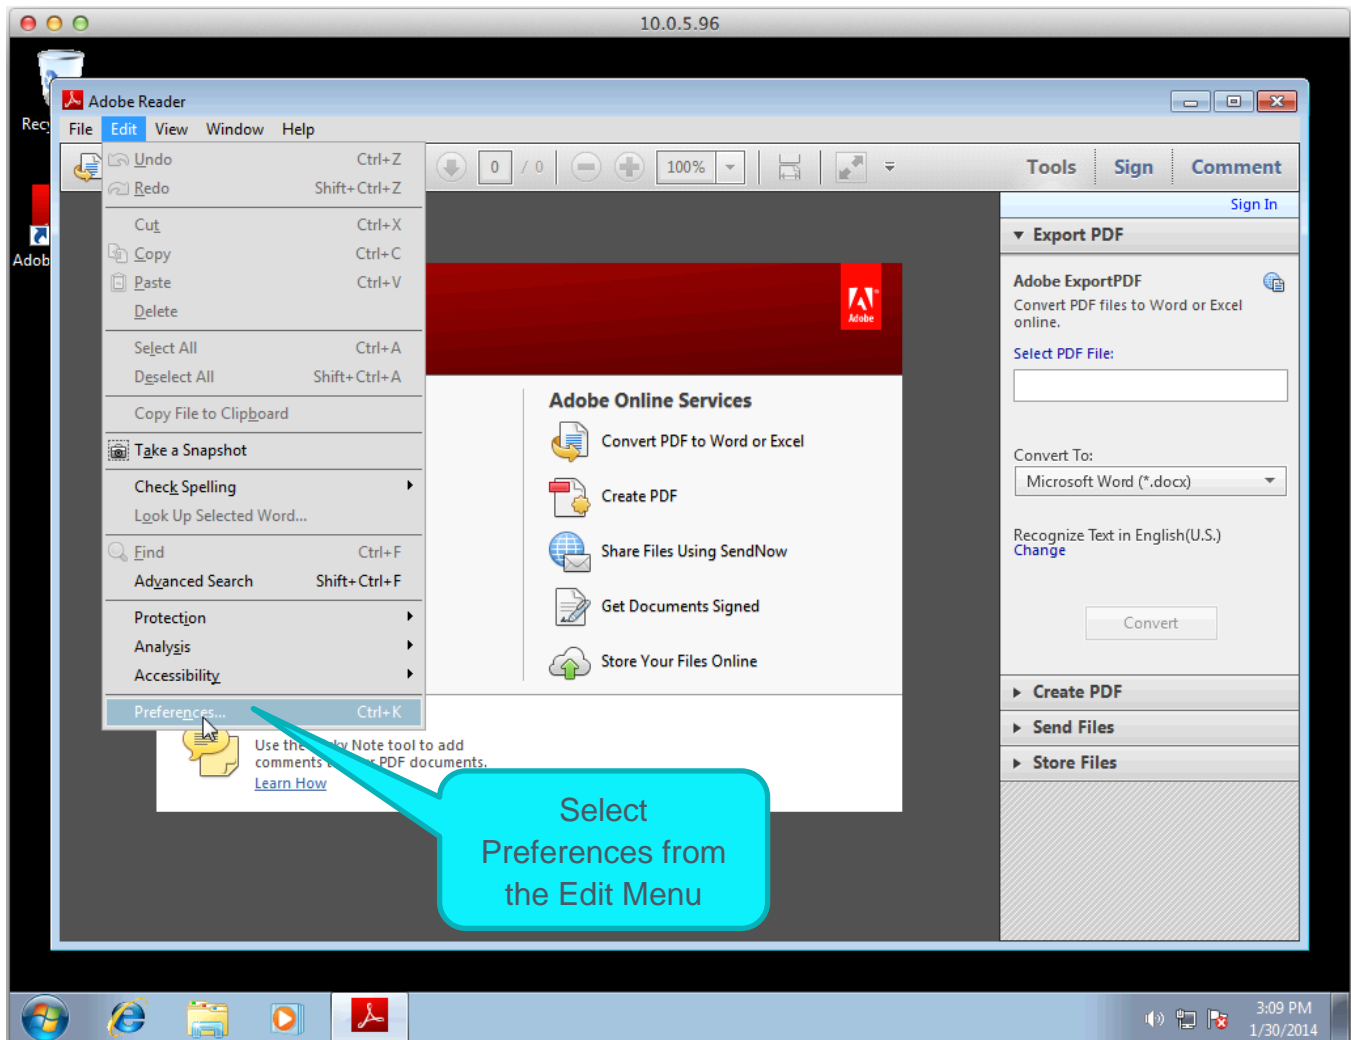 10.0.5.96
Adobe Reader
File Edit View Window Help
Undo Ctrl+Z
Redo Shift+Ctrl+Z
Cut Ctrl+X
Copy Ctrl+C
Paste Ctrl+V
Delete
Select All Ctrl+A
Deselect All Shift+Ctrl+A
Copy File to Clipboard
Take a Snapshot
Check Spelling
Look Up Selected Word...
Find Ctrl+F
Advanced Search Shift+Ctrl+F
Protection
Analysis
Accessibility
Preferences... Ctrl+K
0 / 0 100%
Tools Sign Comment
Sign In
Export PDF
Adobe ExportPDF
Convert PDF files to Word or Excel
online.
Select PDF File:
Convert To:
Microsoft Word (*.docx)
Recognize Text in English(U.S.)
Change
Convert
Create PDF
Send Files
Store Files
Adobe
Adobe Online Services
Convert PDF to Word or Excel
Create PDF
Share Files Using SendNow
Get Documents Signed
Store Your Files Online
Use the Note tool to add
comments PDF documents.
Learn How
Select
Preferences from
the Edit Menu
3:09 PM
1/30/2014